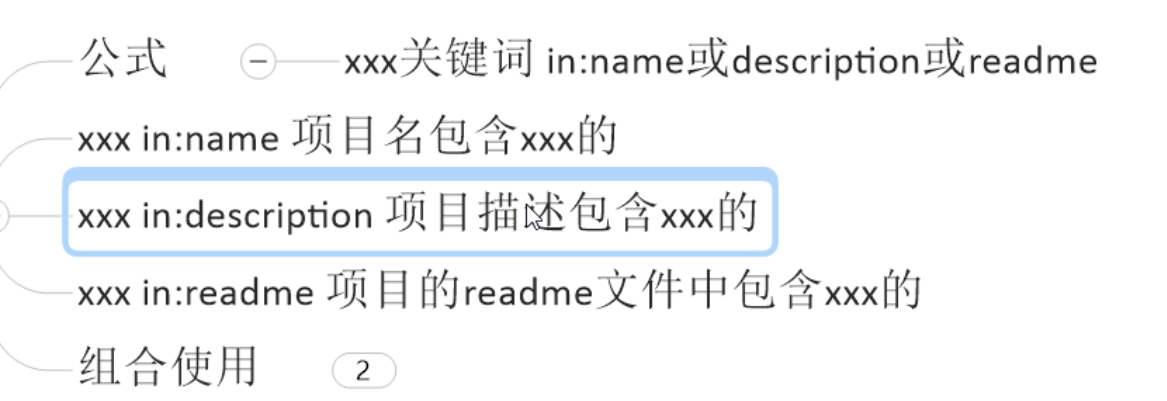 公式 xxx关键词 in:name或description或readme
xxx in:name 项目名包含xxx的
xxx in:description 项目描述包含xxx的
xxx in:readme 项目的readme文件中包含xxx的
组合使用 2